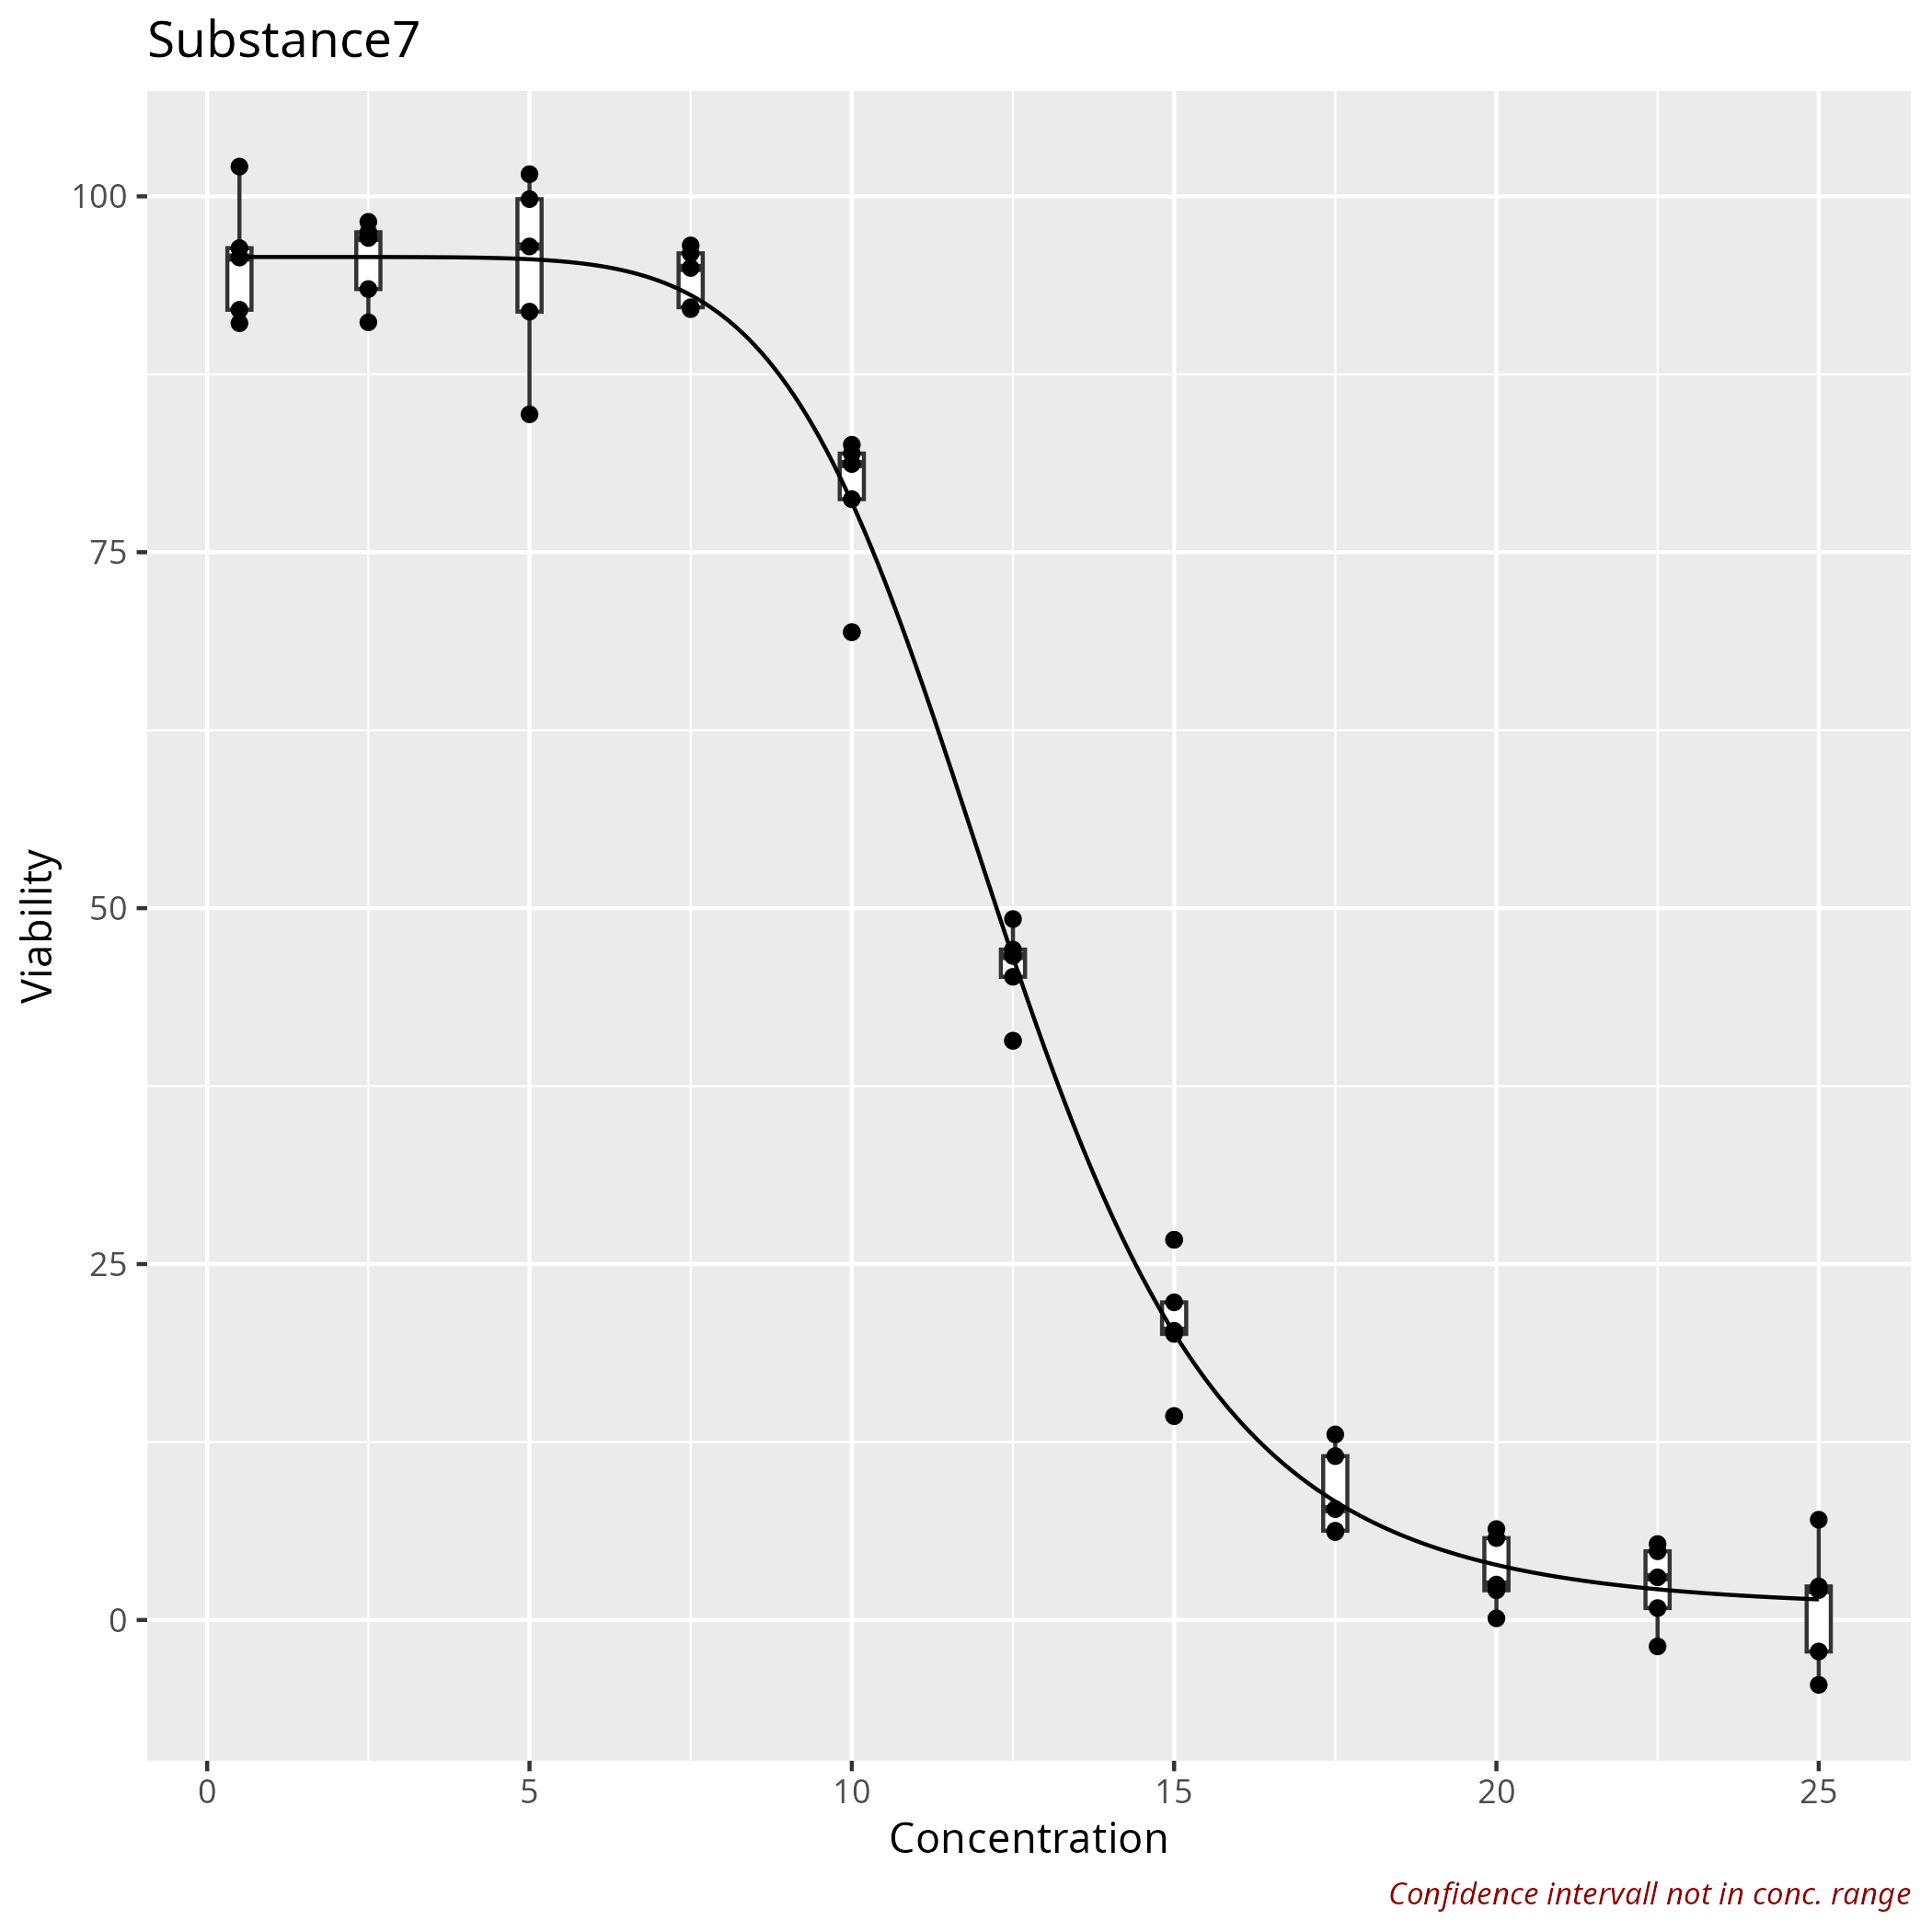 Substance7
100
75
50
25
0
Viability
0 5 10 15 20 25
Concentration
Confidence intervall not in conc. range